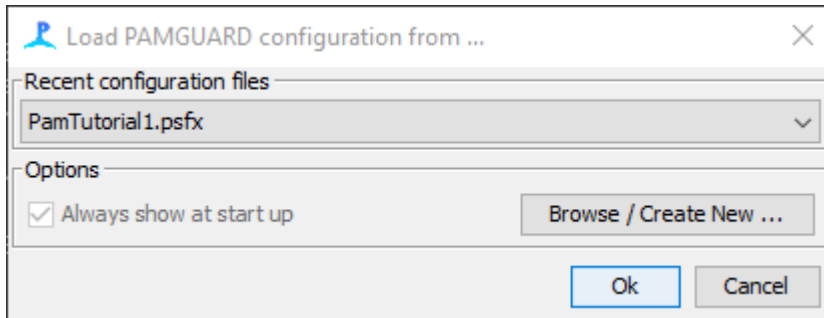 Load PAMGUARD configuration from ...
Recent configuration files
PamTutorial1.psfx
Options
Always show at start up
Browse / Create New ...
Ok
Cancel